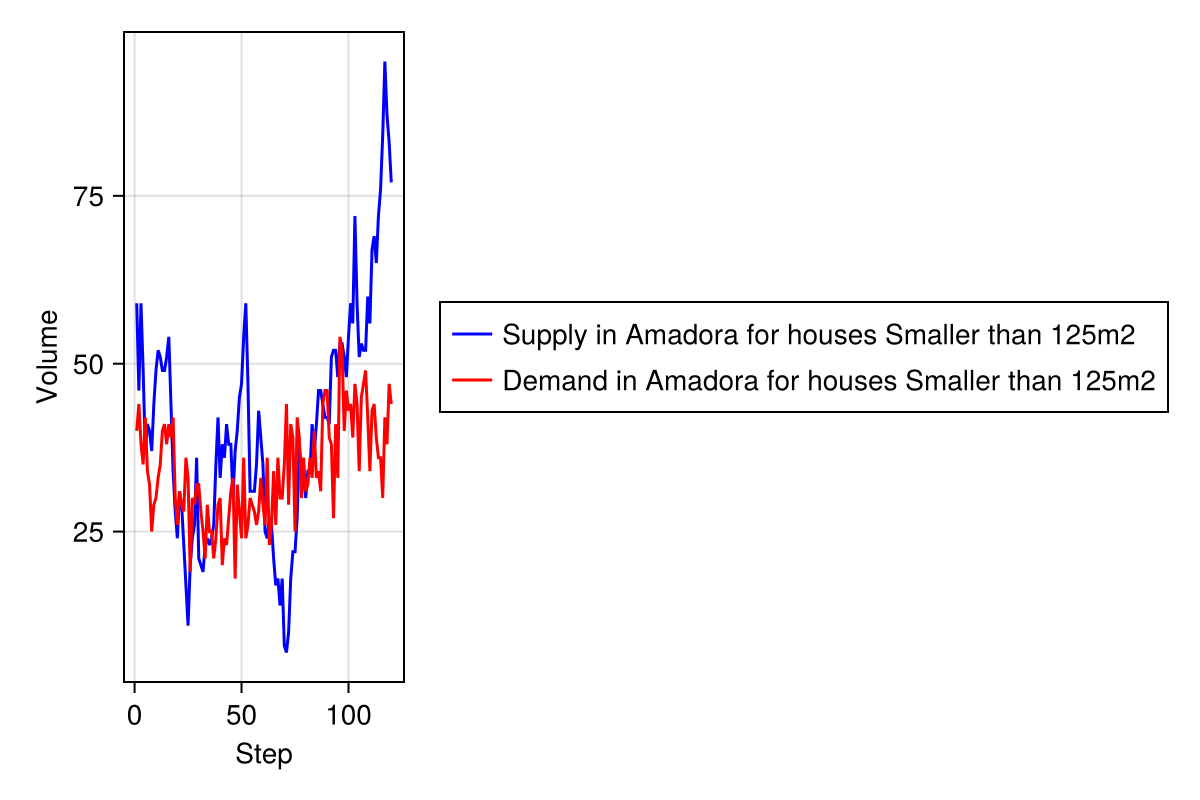 75
50
25
Volume
0 50 100
Step
Supply in Amadora for houses Smaller than 125m2
Demand in Amadora for houses Smaller than 125m2